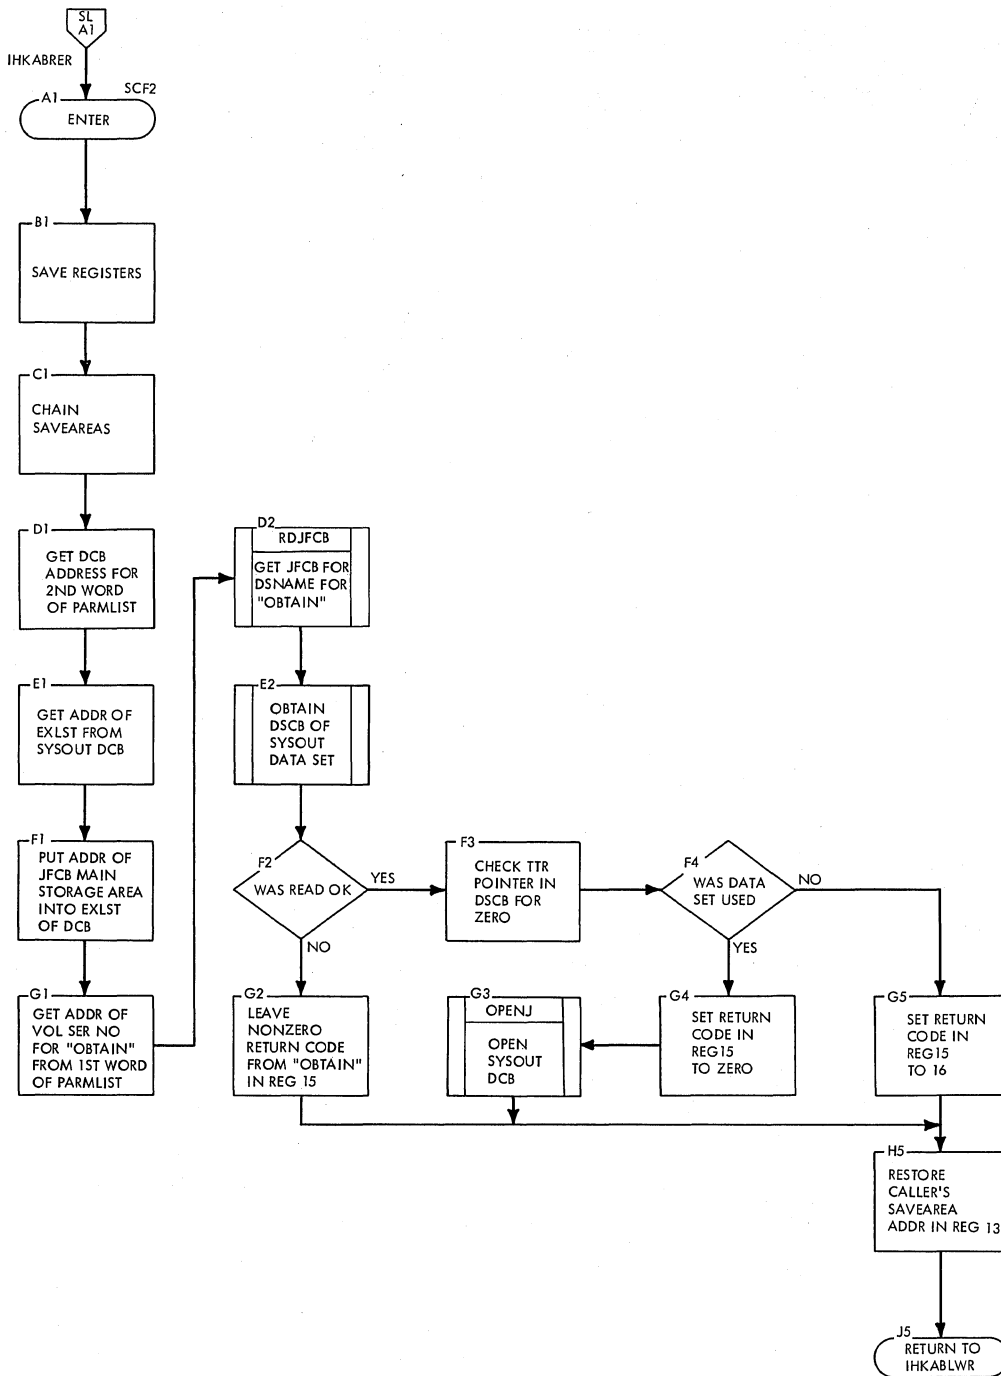 SL
A1
IHKABRER
SCF2
A1
ENTER
B1
SAVE REGISTERS
C1
CHAIN
SAVEAREAS
D1
GET DCB
ADDRESS FOR
2ND WORD
OF PARMLIST
E1
GET ADDR OF
EXLST FROM
SYSOUT DCB
F1
PUT ADDR OF
JFCB MAIN
STORAGE AREA
INTO EXLST
OF DCB
G1
GET ADDR OF
VOL SER NO
FOR "OBTAIN"
FROM 1ST WORD
OF PARMLIST
D2
RDJFCB
GET JFCB FOR
DSNAME FOR
"OBTAIN"
E2
OBTAIN
DSCB OF
SYSOUT
DATA SET
F2
WAS READ OK
YES
NO
F3
CHECK TTR
POINTER IN
DSCB FOR
ZERO
F4
WAS DATA
SET USED
NO
YES
G2
LEAVE
NONZERO
RETURN CODE
FROM "OBTAIN"
IN REG 15
G3
OPENJ
OPEN
SYSOUT
DCB
G4
SET RETURN
CODE IN
REG15
TO ZERO
G5
SET RETURN
CODE IN
REG15
TO 16
H5
RESTORE
CALLER'S
SAVEAREA
ADDR IN REG 13
J5
RETURN TO
IHKABLWR